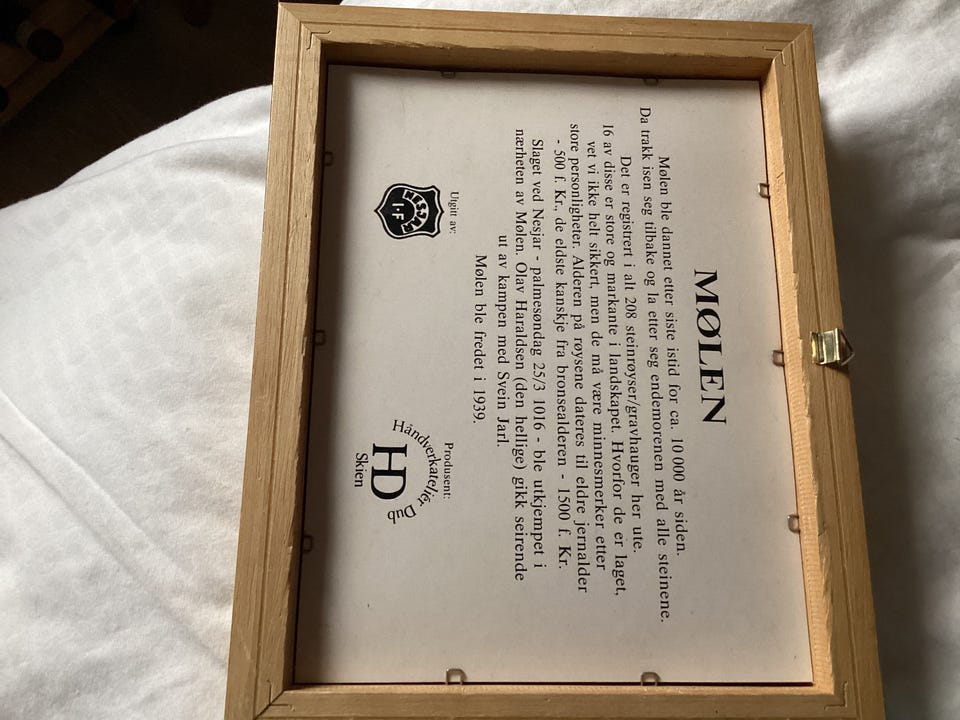 MØLEN
Mølen ble dannet etter siste istid for ca. 10 000 år siden.
Da trakk isen seg tilbake og la etter seg endemorenen med alle steinene.
Det er registrert i alt 208 steinrøyser/gravhauger her ute.
16 av disse er store og markante i landskapet. Hvorfor de er laget,
vet vi ikke helt sikkert, men de må være minnesmerker etter
store personligheter. Alderen på røysene dateres til eldre jernalder
- 500 f. Kr., de eldste kanskje fra bronsealderen - 1500 f. Kr.
Slaget ved Nesjar - palmesøndag 25/3 1016 - ble utkjempet i
nærheten av Mølen. Olav Haraldsen (den hellige) gikk seirende
ut av kampen med Svein Jarl.
Mølen ble fredet i 1939.
Utgitt av:
NESJAR
I·F
Produsent:
Håndverkateliér Dub
HD
Skien